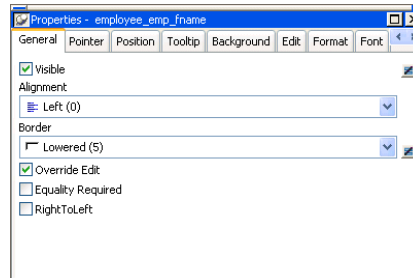 Properties - employee_emp_fname
General Pointer Position Tooltip Background Edit Format Font
Visible
Alignment
Left (0)
Border
Lowered (5)
Override Edit
Equality Required
RightToLeft